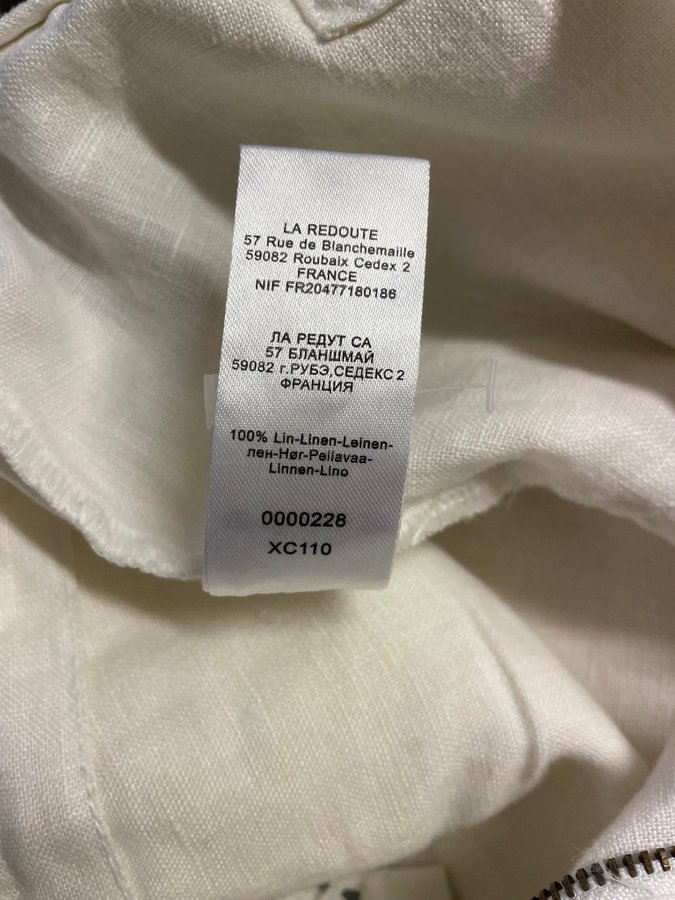 LA REDOUTE
57 Rue de Blanchemaille
59082 Roubaix Cedex 2
FRANCE
NIF FR20477180186
ЛА РЕДУТ СА
57 БЛАНШМАЙ
59082 г.РУБЭ,СЕДЕКС 2
ФРАНЦИЯ
100% Lin-Linen-Leinen-
лен-Hør-Pellavaa-
Linnen-Lino
0000228
XC110